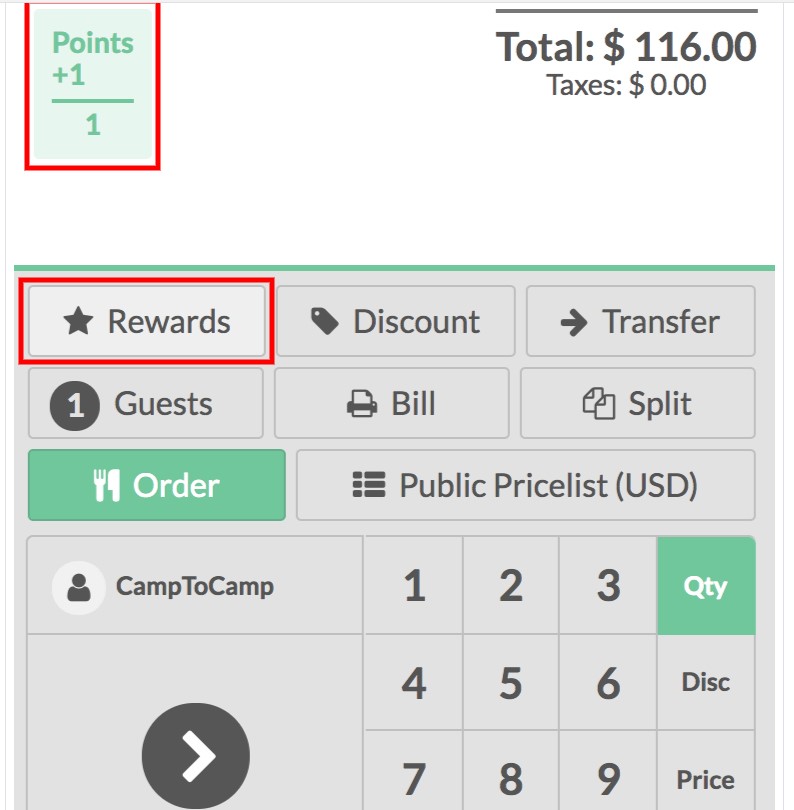 Points
+1
1
Total: $ 116.00
Taxes: $ 0.00
Rewards
Discount
Transfer
1 Guests
Bill
Split
Order
Public Pricelist (USD)
CampToCamp
1 2 3 Qty
4 5 6 Disc
7 8 9 Price